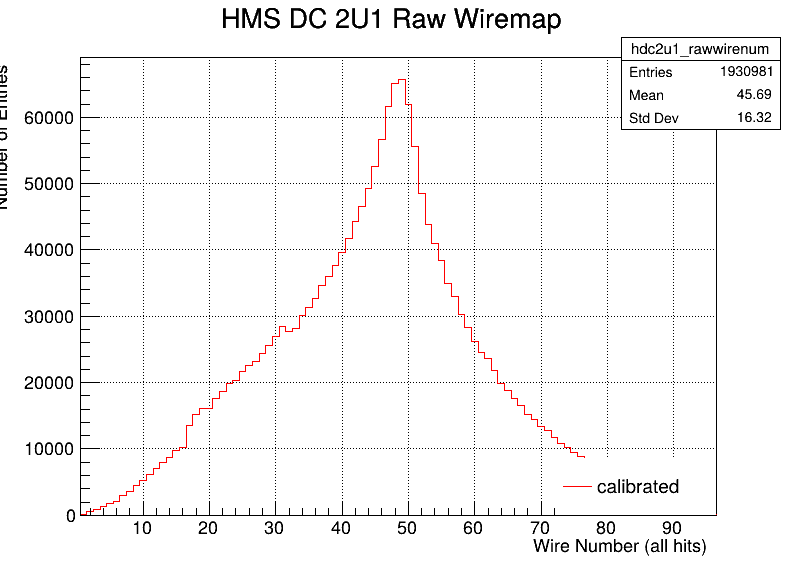 HMS DC 2U1 Raw Wiremap
hdc2u1_rawwirenum
Entries 1930981
Mean 45.69
Std Dev 16.32
Number of Entries
60000
50000
40000
30000
20000
10000
0
calibrated
10 20 30 40 50 60 70 80 90
Wire Number (all hits)